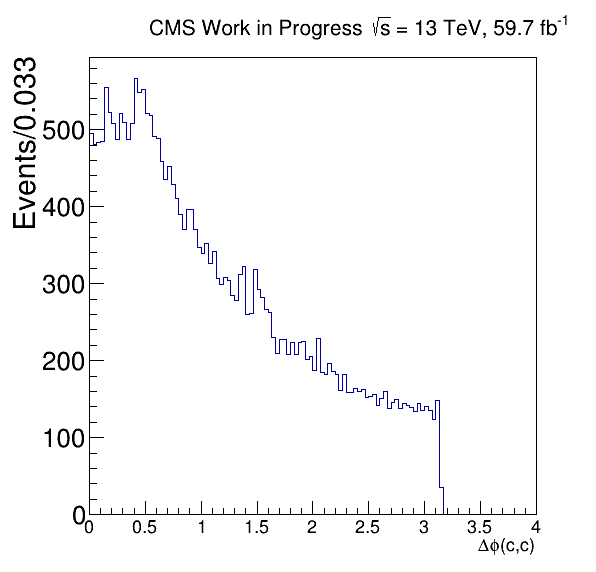 CMS Work in Progress √s = 13 TeV, 59.7 fb⁻¹
Events/0.033
500
400
300
200
100
0
0 0.5 1 1.5 2 2.5 3 3.5 4
Δϕ(c,c)